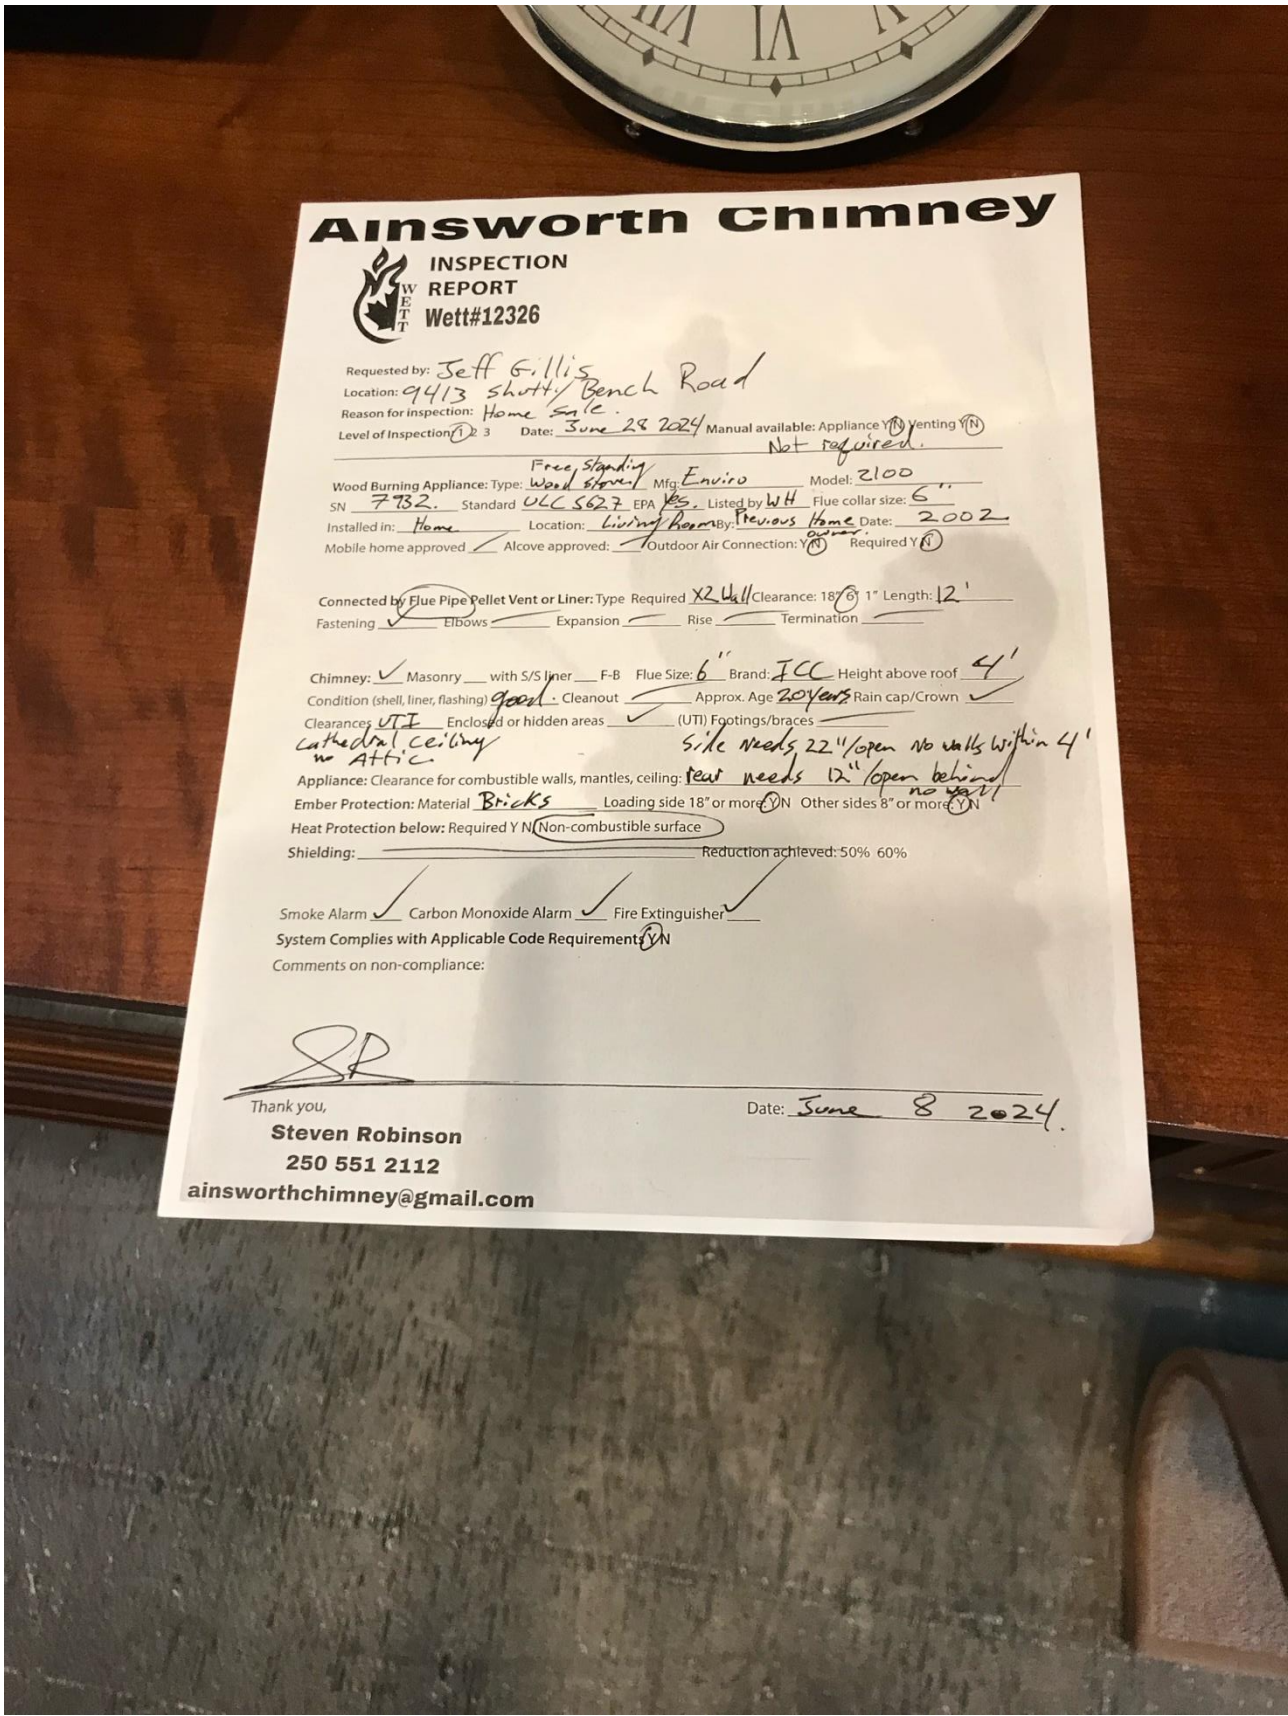 VII VI V
Ainsworth Chimney
INSPECTION
REPORT
WETT
Wett#12326
Requested by: Jeff Gillis
Location: 9413 Shutty Bench Road
Reason for inspection: Home Sale.
Level of Inspection: 1 2 3 Date: June 28 2024 Manual available: Appliance Y N Venting Y N
Not required.
Free Standing
Wood Burning Appliance: Type: Wood Stove Mfg: Enviro Model: 2100
SN 7932. Standard ULC S627 EPA Yes. Listed by WH Flue collar size: 6"
Installed in: Home Location: Living Room By: Previous Home owner. Date: 2002
Mobile home approved Alcove approved: Outdoor Air Connection: Y N Required Y N
Connected by Flue Pipe Pellet Vent or Liner: Type Required X2 Wall Clearance: 18" 6" 1" Length: 12'
Fastening ✓ Elbows Expansion Rise Termination
Chimney: ✓ Masonry with S/S liner F-B Flue Size: 6" Brand: ICC Height above roof 4'
Condition (shell, liner, flashing) good. Cleanout Approx. Age 20 years Rain cap/Crown ✓
Clearances UTI Enclosed or hidden areas ✓ (UTI) Footings/braces
Cathedral ceiling Side Needs 22"/open No walls within 4'
no Attic
Appliance: Clearance for combustible walls, mantles, ceiling: rear needs 12"/open behind
no wall
Ember Protection: Material Bricks Loading side 18" or more: Y N Other sides 8" or more: Y N
Heat Protection below: Required Y N Non-combustible surface
Shielding: Reduction achieved: 50% 60%
Smoke Alarm ✓ Carbon Monoxide Alarm ✓ Fire Extinguisher ✓
System Complies with Applicable Code Requirements Y N
Comments on non-compliance:
SR
Thank you, Date: June 8 2024.
Steven Robinson
250 551 2112
ainsworthchimney@gmail.com